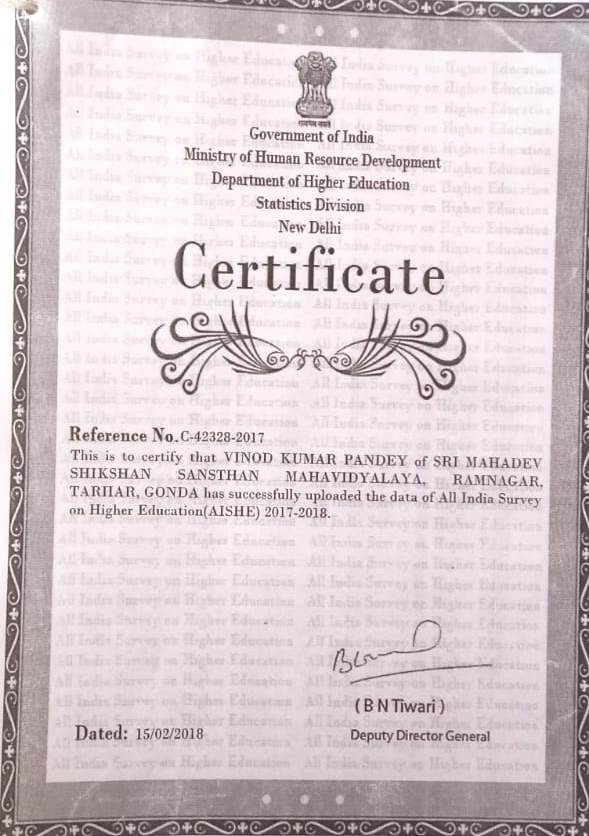 सत्यमेव जयते
Government of India
Ministry of Human Resource Development
Department of Higher Education
Statistics Division
New Delhi
Certificate
Reference No. C-42328-2017
This is to certify that VINOD KUMAR PANDEY of SRI MAHADEV
SHIKSHAN SANSTHAN MAHAVIDYALAYA, RAMNAGAR,
TARHAR, GONDA has successfully uploaded the data of All India Survey
on Higher Education(AISHE) 2017-2018.
(B N Tiwari)
Dated: 15/02/2018
Deputy Director General